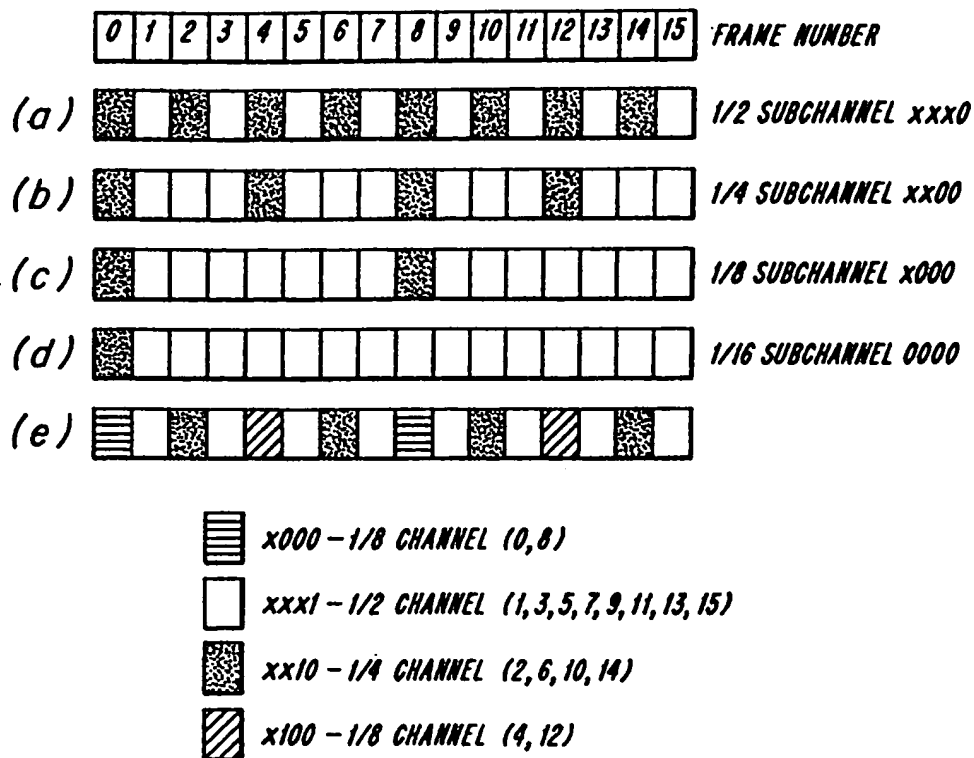 0 1 2 3 4 5 6 7 8 9 10 11 12 13 14 15 FRAME NUMBER
(a) 1/2 SUBCHANNEL xxx0
(b) 1/4 SUBCHANNEL xx00
(c) 1/8 SUBCHANNEL x000
(d) 1/16 SUBCHANNEL 0000
(e)
x000 – 1/8 CHANNEL (0,8)
xxx1 – 1/2 CHANNEL (1,3,5,7,9,11,13,15)
xx10 – 1/4 CHANNEL (2,6,10,14)
x100 – 1/8 CHANNEL (4,12)